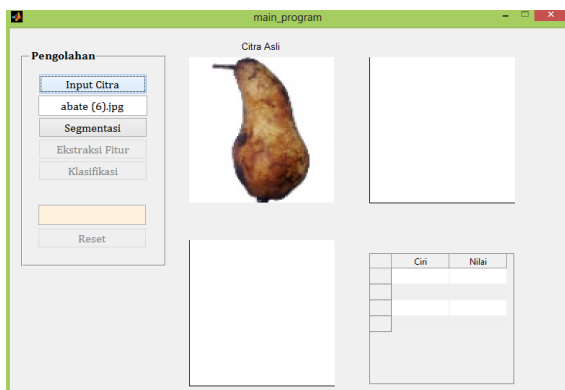 main_program
Pengolahan
Input Citra
abate (6).jpg
Segmentasi
Ekstraksi Fitur
Klasifikasi
Reset
Citra Asli
Ciri Nilai